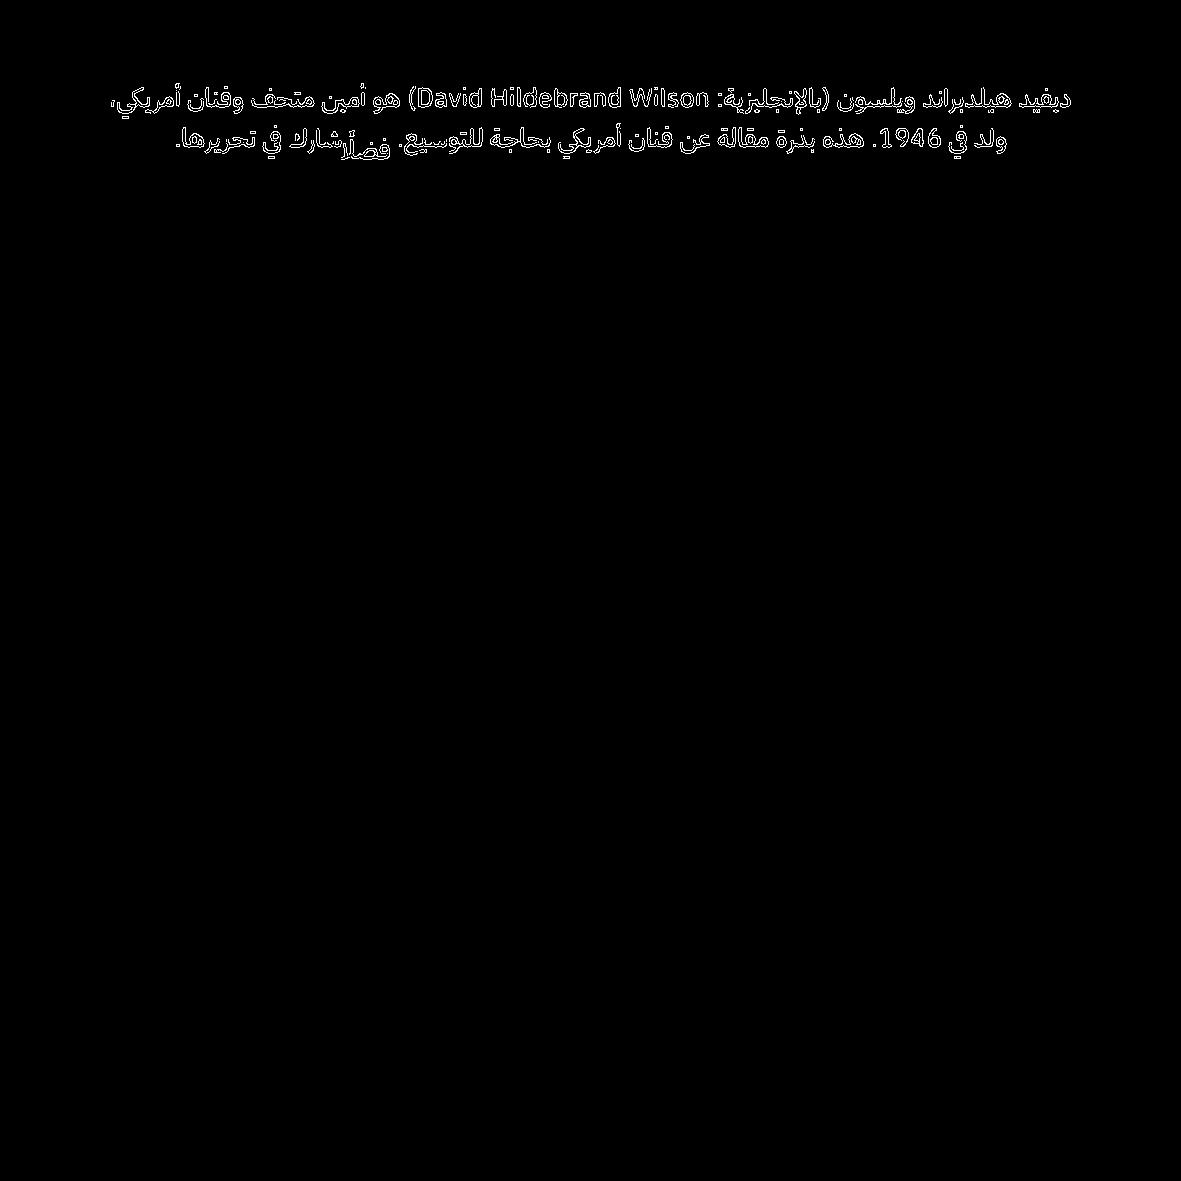 ديفيد هيلدبراند ويلسون (بالإنجليزية: David Hildebrand Wilson) هو أمين متحف وفنان أمريكي،
ولد في 1946. هذه بذرة مقالة عن فنان أمريكي بحاجة للتوسيع. فضلًا شارك في تحريرها.